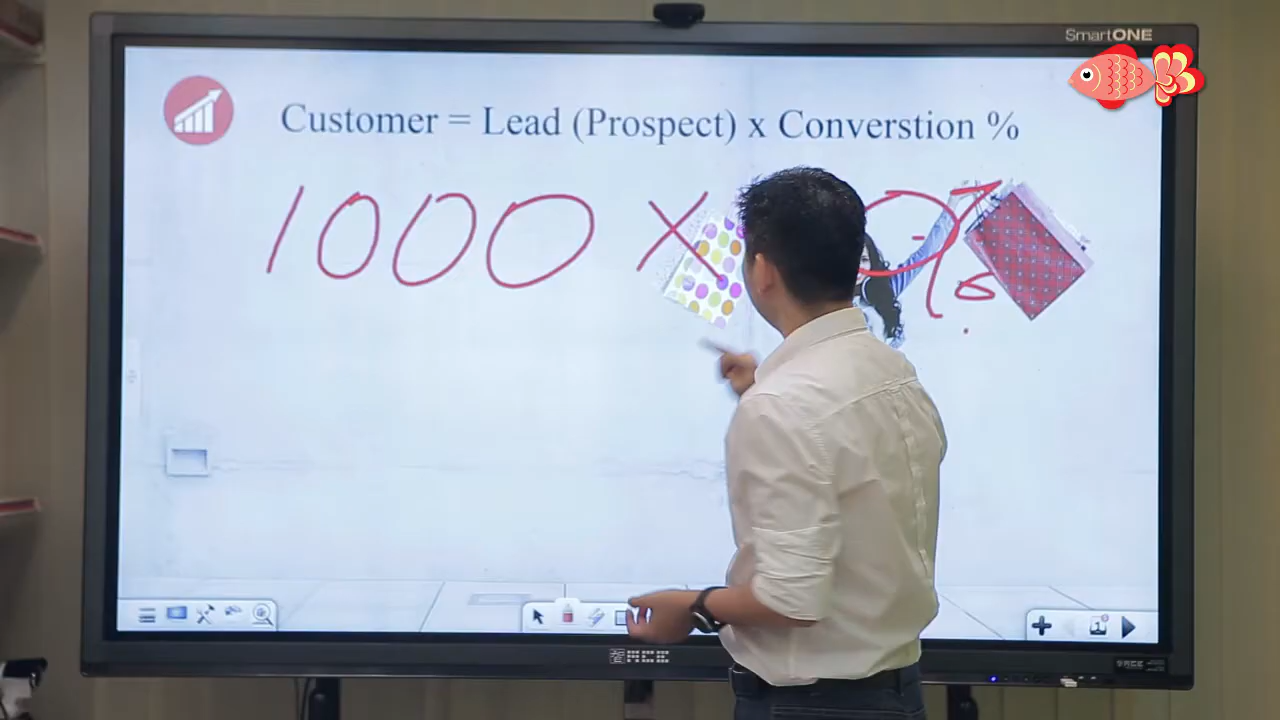 SmartONE
Customer = Lead (Prospect) x Converstion %
1000 X
%